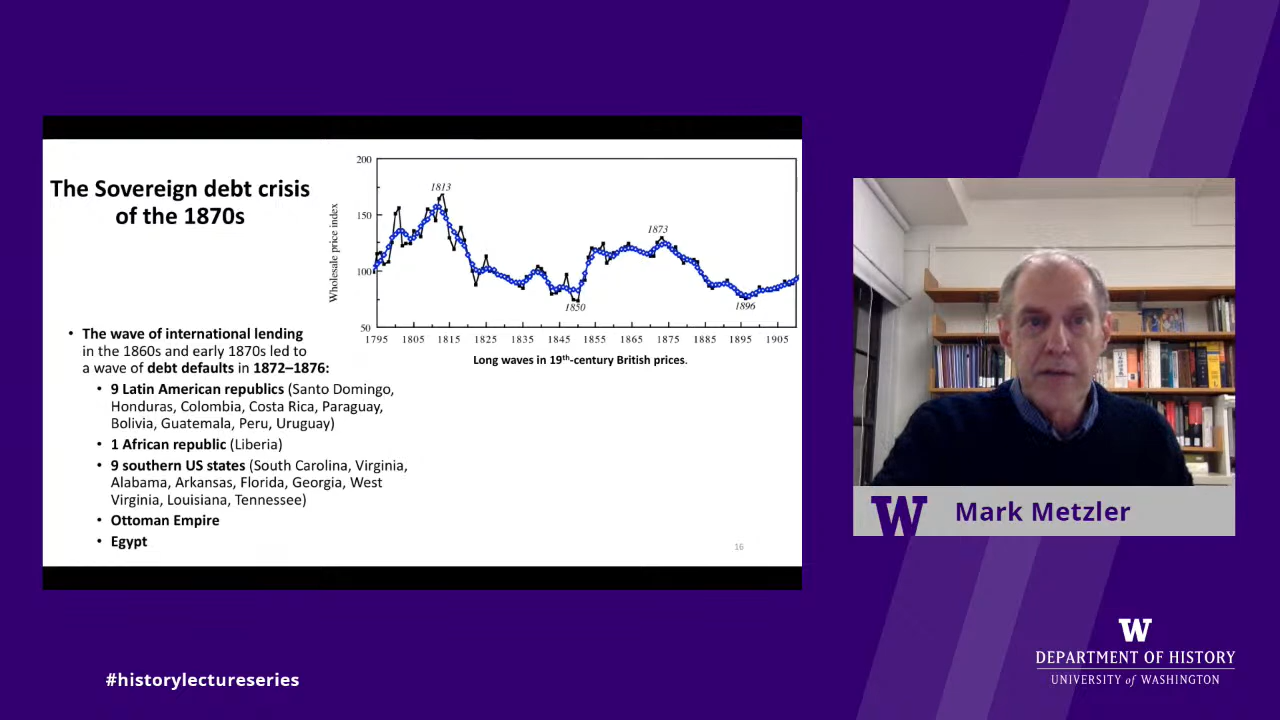 The Sovereign debt crisis
of the 1870s
• The wave of international lending
in the 1860s and early 1870s led to
a wave of debt defaults in 1872–1876:
• 9 Latin American republics (Santo Domingo,
Honduras, Colombia, Costa Rica, Paraguay,
Bolivia, Guatemala, Peru, Uruguay)
• 1 African republic (Liberia)
• 9 southern US states (South Carolina, Virginia,
Alabama, Arkansas, Florida, Georgia, West
Virginia, Louisiana, Tennessee)
• Ottoman Empire
• Egypt
Wholesale price index
200
150
100
50
1813
1850
1873
1896
1795 1805 1815 1825 1835 1845 1855 1865 1875 1885 1895 1905
Long waves in 19th-century British prices.
16
W Mark Metzler
#historylectureseries
W
DEPARTMENT OF HISTORY
UNIVERSITY of WASHINGTON